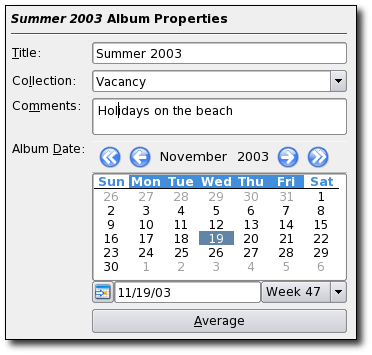 Summer 2003 Album Properties
Title: Summer 2003
Collection: Vacancy
Comments: Holidays on the beach
Album Date: November 2003
Sun Mon Tue Wed Thu Fri Sat
26 27 28 29 30 31 1
2 3 4 5 6 7 8
9 10 11 12 13 14 15
16 17 18 19 20 21 22
23 24 25 26 27 28 29
30 1 2 3 4 5 6
11/19/03 Week 47
Average